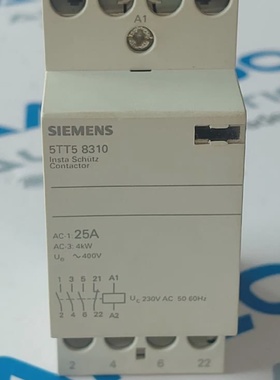 A1
SIEMENS
5TT5 8310
Insta Schütz
Contactor
AC-1: 25A
AC-3: 4kW
Ue ~ 400V
1 3 5 21 A1
2 4 6 22 A2
Uc 230V AC 50 60Hz
2 4 6 22